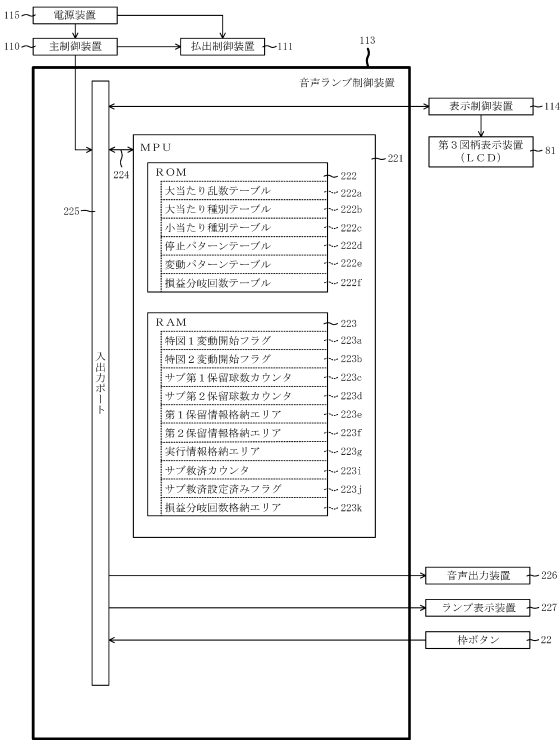 115
電源装置
110
主制御装置
払出制御装置
111
113
音声ランプ制御装置
表示制御装置
114
第３図柄表示装置
（ＬＣＤ）
81
224
225
入出力ポート
ＭＰＵ
221
ＲＯＭ
222
大当たり乱数テーブル
222a
大当たり種別テーブル
222b
小当たり種別テーブル
222c
停止パターンテーブル
222d
変動パターンテーブル
222e
損益分岐回数テーブル
222f
ＲＡＭ
223
特図１変動開始フラグ
223a
特図２変動開始フラグ
223b
サブ第１保留球数カウンタ
223c
サブ第２保留球数カウンタ
223d
第１保留情報格納エリア
223e
第２保留情報格納エリア
223f
実行情報格納エリア
223g
サブ救済カウンタ
223i
サブ救済設定済みフラグ
223j
損益分岐回数格納エリア
223k
音声出力装置
226
ランプ表示装置
227
枠ボタン
22